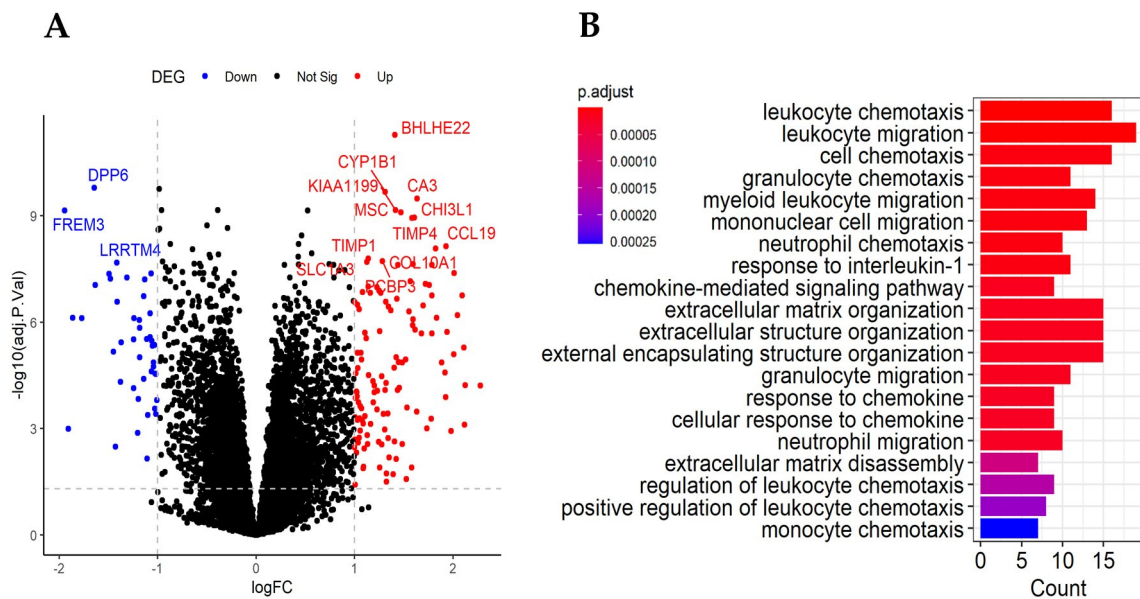 A
DEG Down Not Sig Up
BHLHE22
CYP1B1
DPP6
KIAA1199
CA3
MSC
CHI3L1
FREM3
TIMP4
CCL19
TIMP1
LRRTM4
COL10A1
SLC1A3
PCBP3
9
6
3
0
-log10(adj.P.Val)
-2 -1 0 1 2
logFC
B
p.adjust
0.00005
0.00010
0.00015
0.00020
0.00025
leukocyte chemotaxis
leukocyte migration
cell chemotaxis
granulocyte chemotaxis
myeloid leukocyte migration
mononuclear cell migration
neutrophil chemotaxis
response to interleukin-1
chemokine-mediated signaling pathway
extracellular matrix organization
extracellular structure organization
external encapsulating structure organization
granulocyte migration
response to chemokine
cellular response to chemokine
neutrophil migration
extracellular matrix disassembly
regulation of leukocyte chemotaxis
positive regulation of leukocyte chemotaxis
monocyte chemotaxis
0 5 10 15
Count